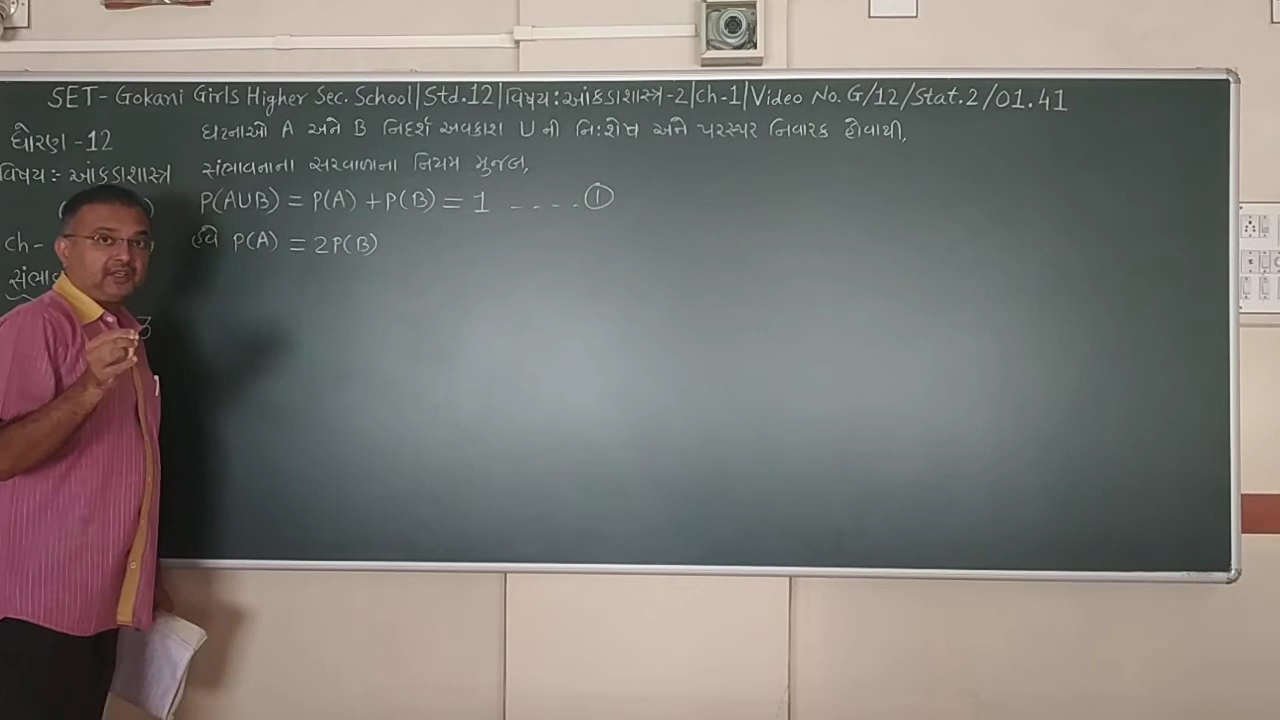 SET- Gokani Girls Higher Sec. School|Std.12|વિષય:આંકડાશાસ્ત્ર-2|Ch-1|Video No. G/12/Stat.2/01.41
ધોરણ -12
વિષય:- આંકડાશાસ્ત્ર
Ch-
ઘટનાઓ A અને B નિદર્શ અવકાશ U ની નિ:શેષ અને પરસ્પર નિવારક હોવાથી,
સંભાવનાના સરવાળાના નિયમ મુજબ,
P(AUB) = P(A) + P(B) = 1 ----- ①
હવે P(A) = 2P(B)